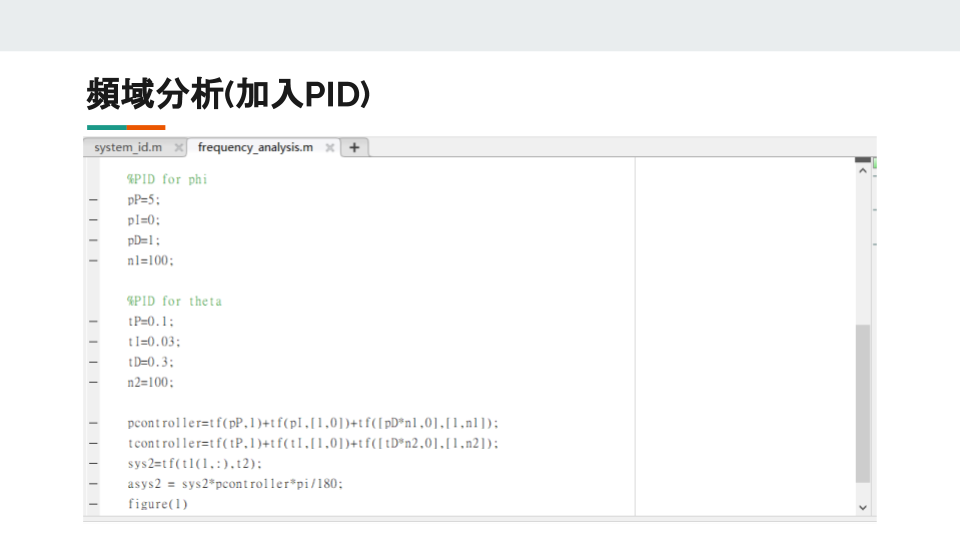 頻域分析(加入PID)
system_id.m
frequency_analysis.m
%PID for phi
pP=5;
pI=0;
pD=1;
n1=100;
%PID for theta
tP=0.1;
tI=0.03;
tD=0.3;
n2=100;
pcontroller=tf(pP,1)+tf(pI,[1,0])+tf([pD*n1,0],[1,n1]);
tcontroller=tf(tP,1)+tf(tI,[1,0])+tf([tD*n2,0],[1,n2]);
sys2=tf(t1(1,:),t2);
asys2 = sys2*pcontroller*pi/180;
figure(1)